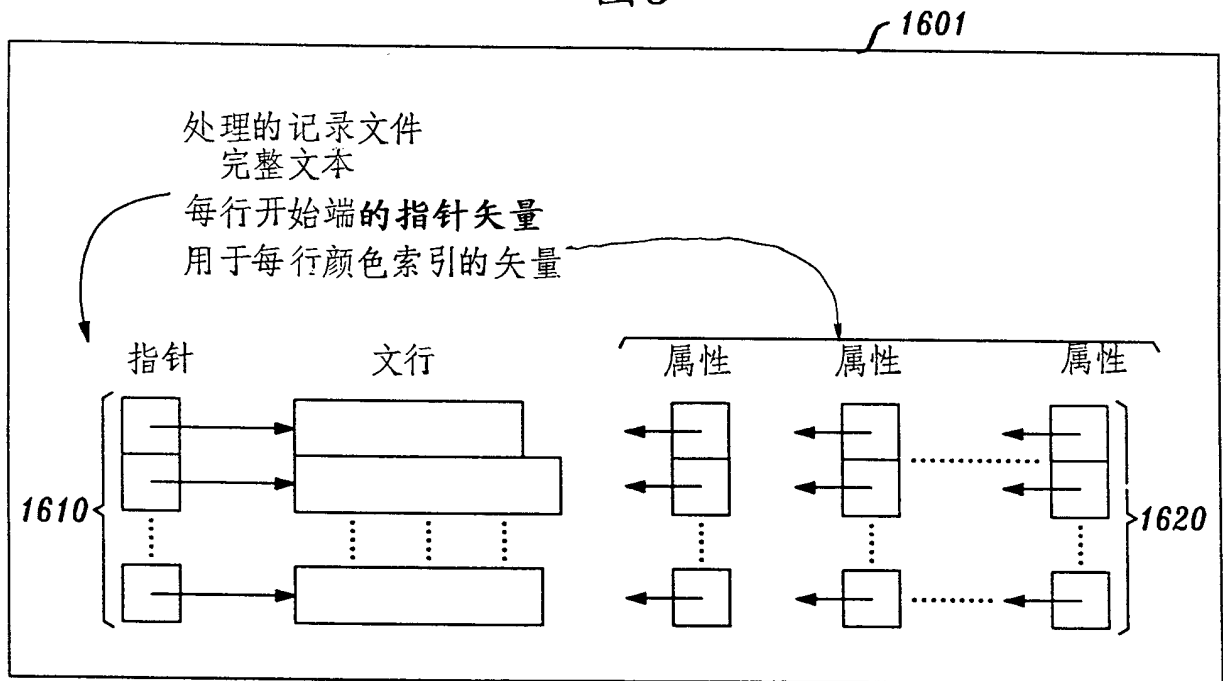 1601
处理的记录文件
完整文本
每行开始端的指针矢量
用于每行颜色索引的矢量
指针 文行 属性 属性 属性
1610 1620